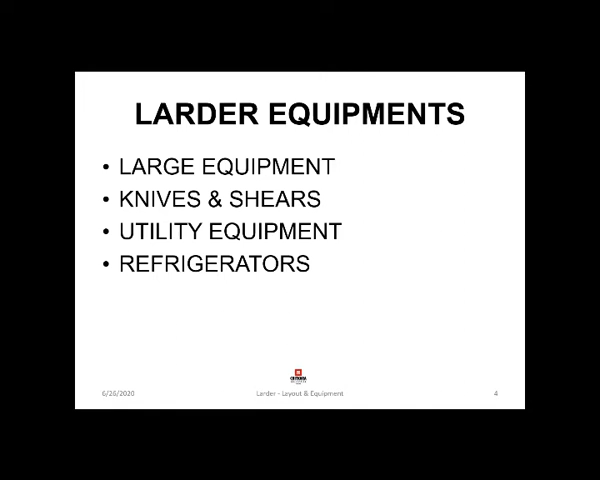 LARDER EQUIPMENTS
• LARGE EQUIPMENT
• KNIVES & SHEARS
• UTILITY EQUIPMENT
• REFRIGERATORS
6/26/2020
Larder - Layout & Equipment
4